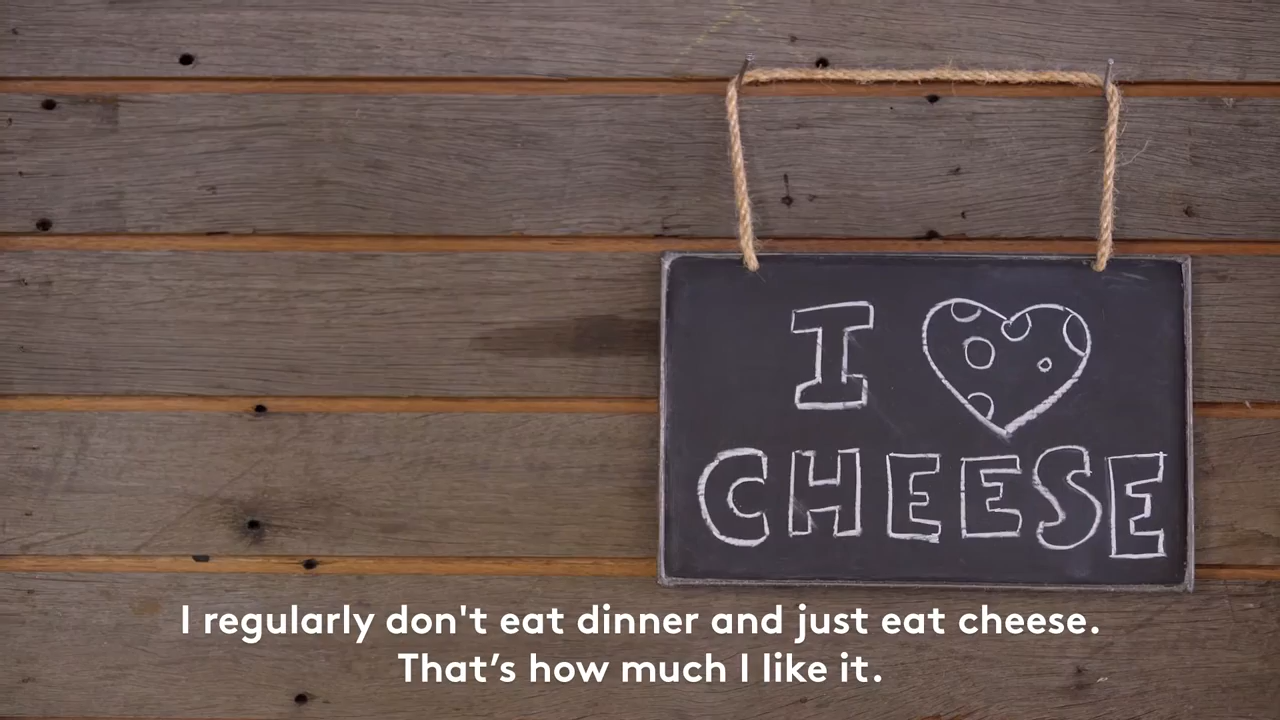 I
CHEESE
I regularly don't eat dinner and just eat cheese.
That’s how much I like it.